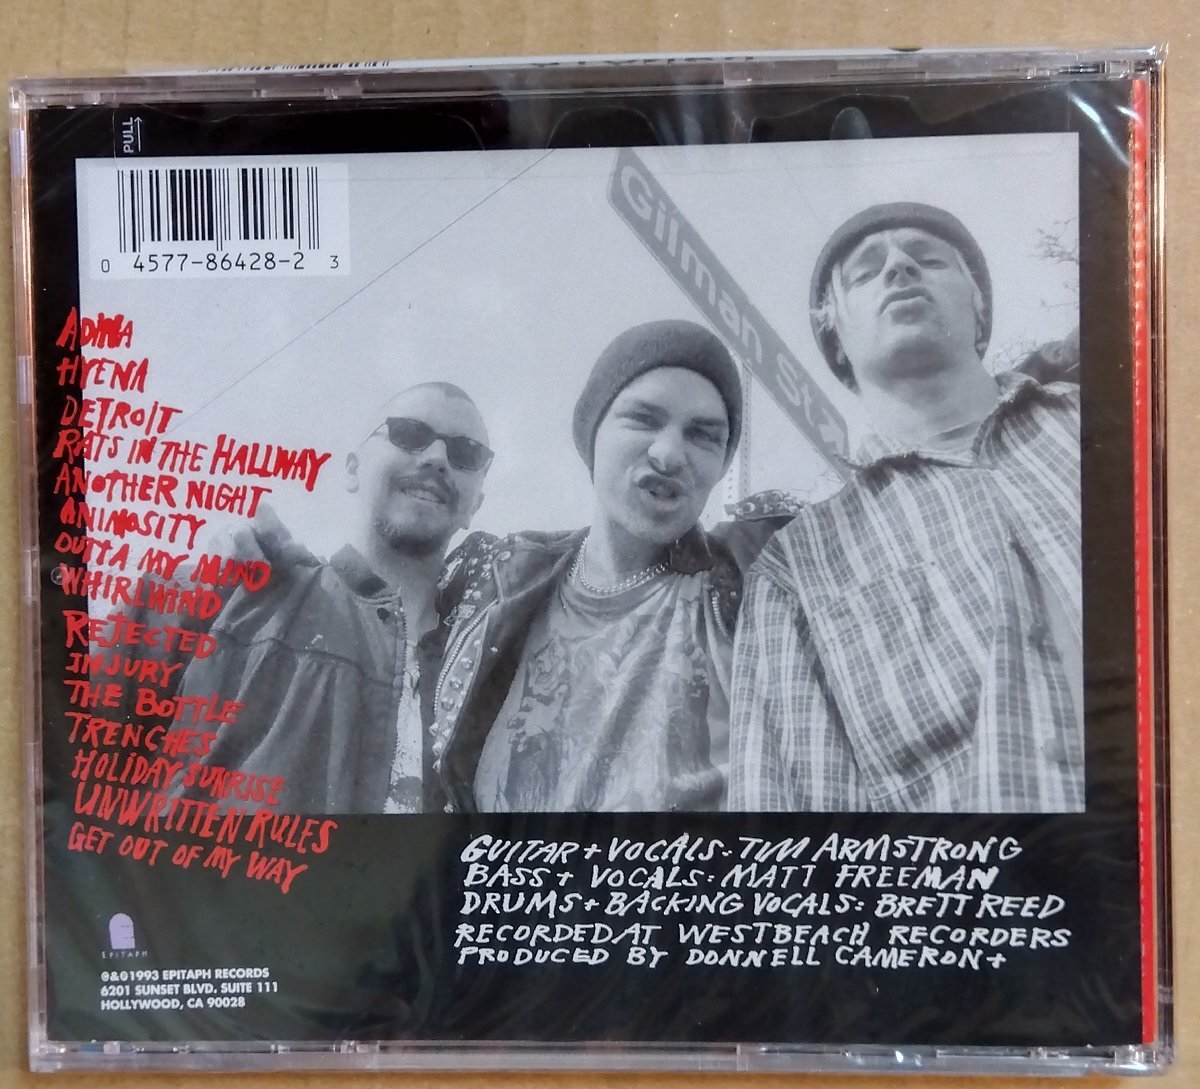 PULL
0 4577-86428-2 3
Gilman St
ADINA
HYENA
DETROIT
RATS IN THE HALLWAY
ANOTHER NIGHT
ANIMOSITY
OUTTA MY MIND
WHIRLWIND
REJECTED
INJURY
THE BOTTLE
TRENCHES
HOLIDAY SUNRISE
UNWRITTEN RULES
GET OUT OF MY WAY
GUITAR + VOCALS: TIM ARMSTRONG
BASS + VOCALS: MATT FREEMAN
DRUMS + BACKING VOCALS: BRETT REED
RECORDED AT WESTBEACH RECORDERS
PRODUCED BY DONNELL CAMERON +
EPITAPH
℗&©1993 EPITAPH RECORDS
6201 SUNSET BLVD. SUITE 111
HOLLYWOOD, CA 90028